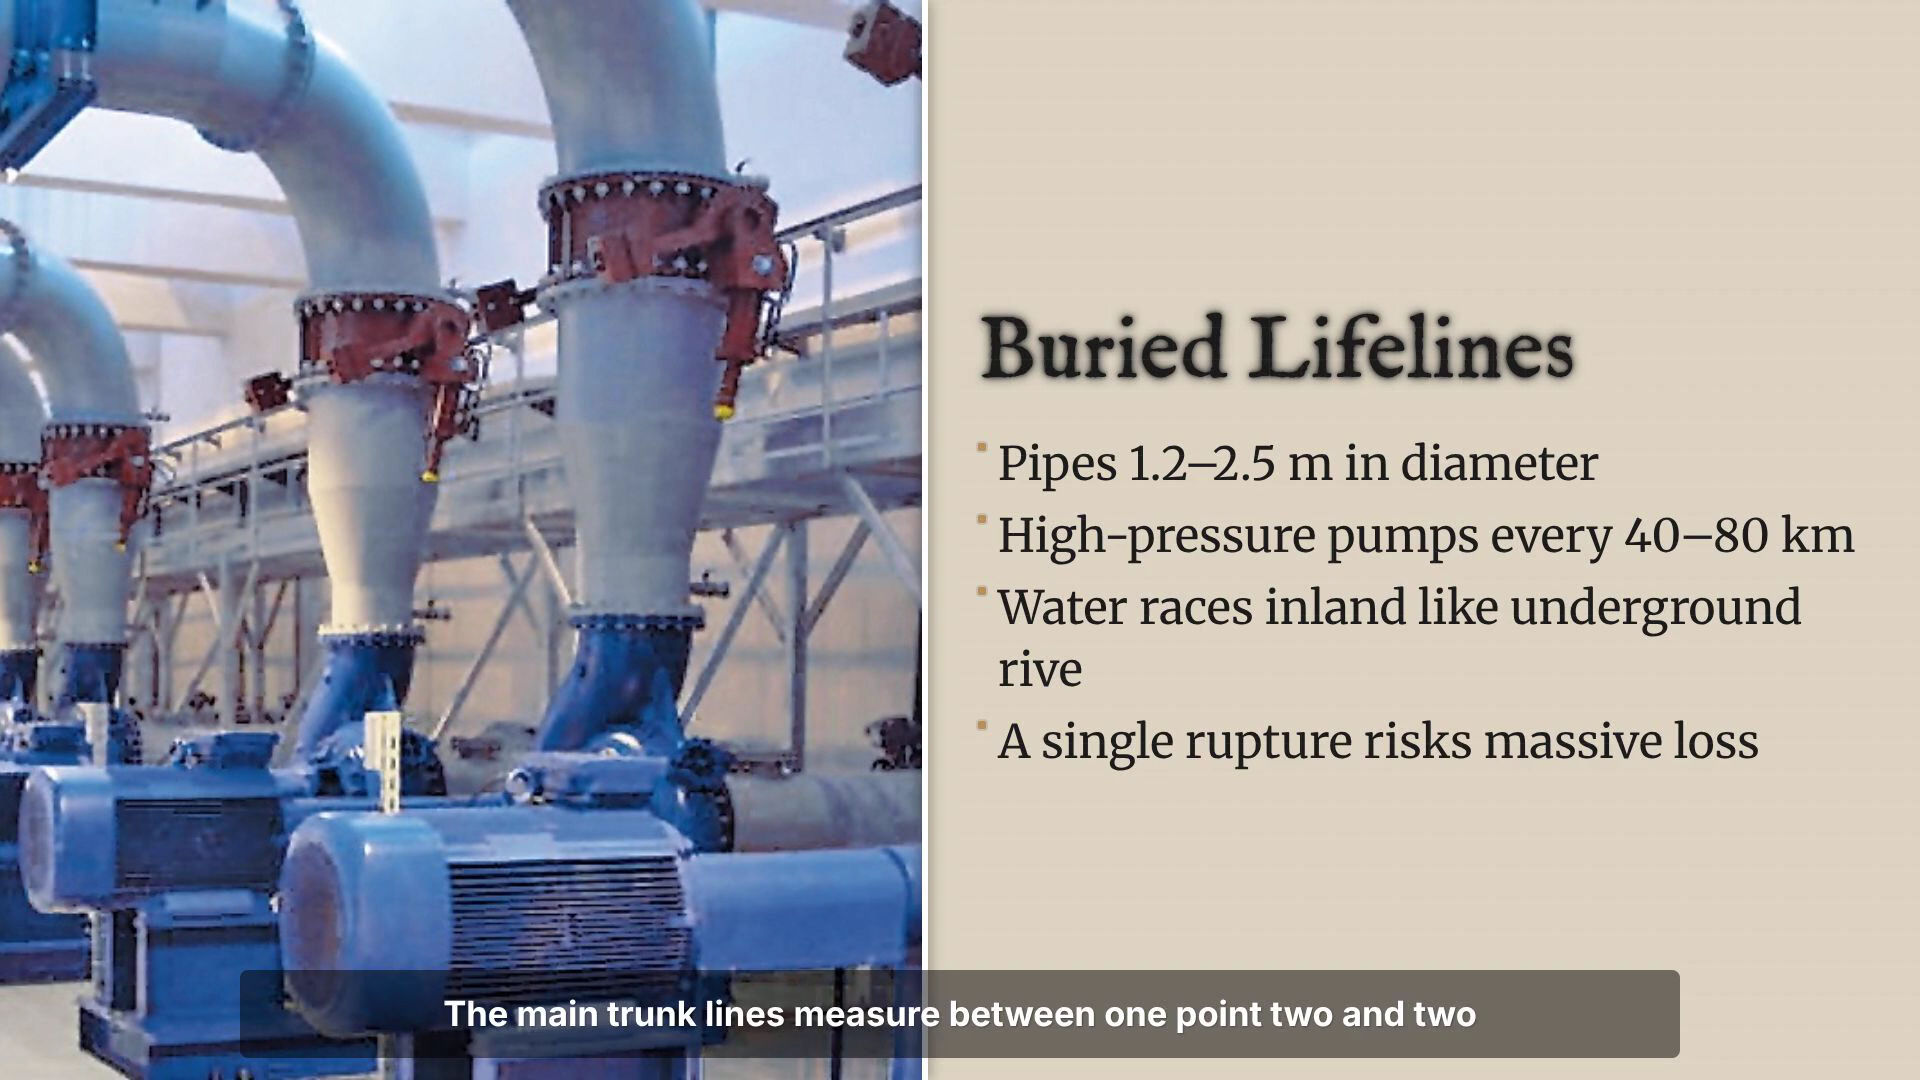 Buried Lifelines
Pipes 1.2–2.5 m in diameter
High-pressure pumps every 40–80 km
Water races inland like underground
rive
A single rupture risks massive loss
The main trunk lines measure between one point two and two